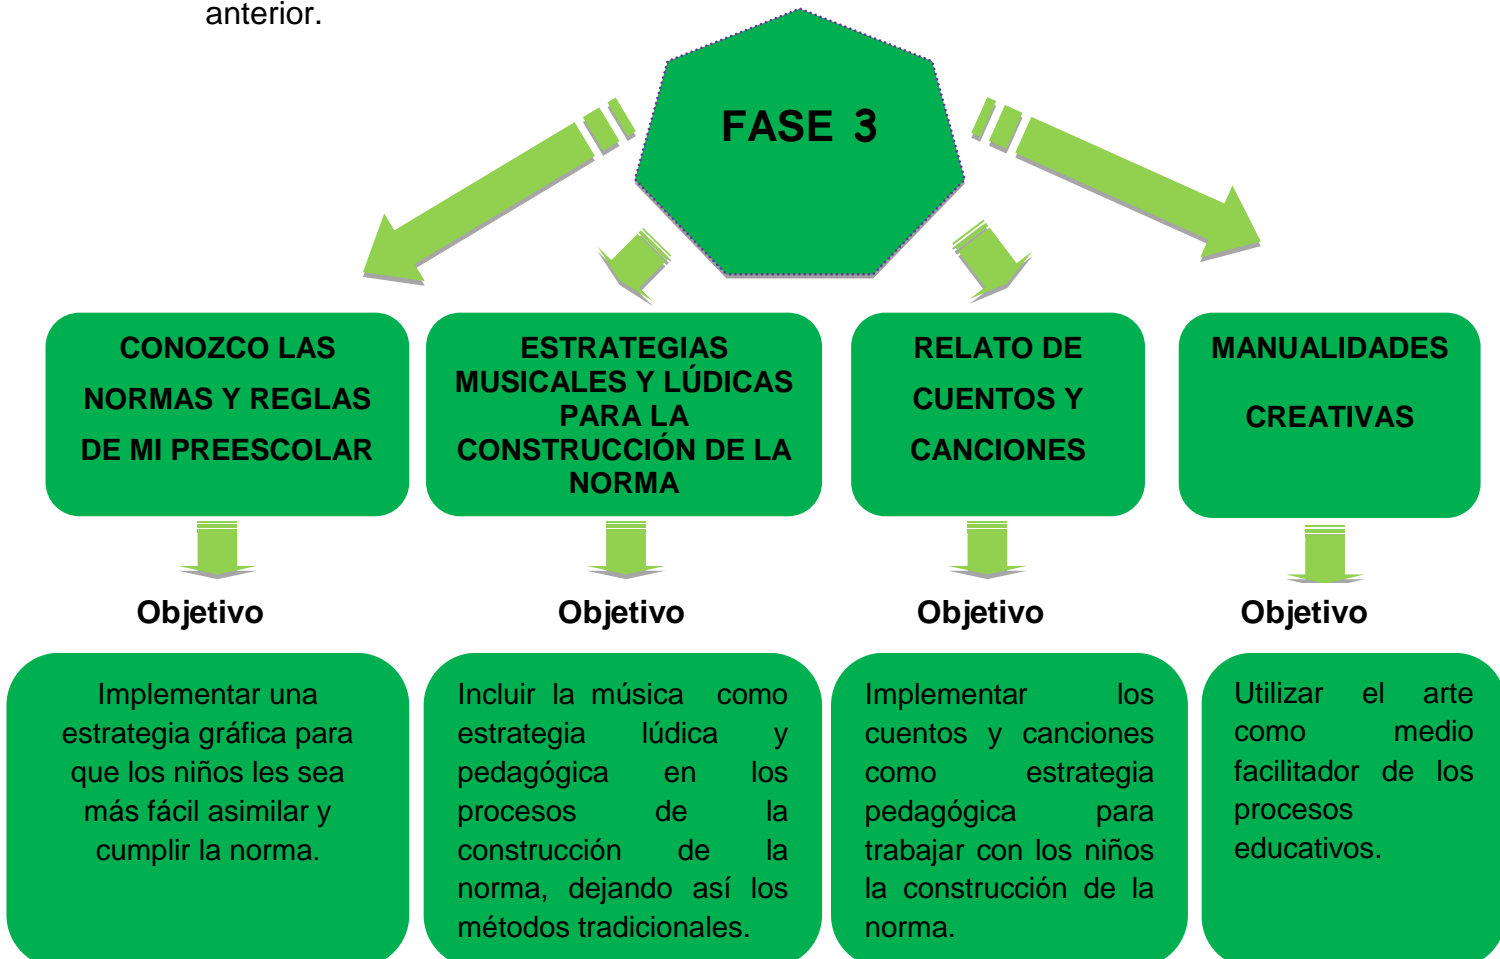 anterior.
FASE 3
CONOZCO LAS
NORMAS Y REGLAS
DE MI PREESCOLAR
ESTRATEGIAS
MUSICALES Y LÚDICAS
PARA LA
CONSTRUCCIÓN DE LA
NORMA
RELATO DE
CUENTOS Y
CANCIONES
MANUALIDADES
CREATIVAS
Objetivo
Objetivo
Objetivo
Objetivo
Implementar una
estrategia gráfica para
que los niños les sea
más fácil asimilar y
cumplir la norma.
Incluir la música como
estrategia lúdica y
pedagógica en los
procesos de la
construcción de la
norma, dejando así los
métodos tradicionales.
Implementar los
cuentos y canciones
como estrategia
pedagógica para
trabajar con los niños
la construcción de la
norma.
Utilizar el arte
como medio
facilitador de los
procesos
educativos.